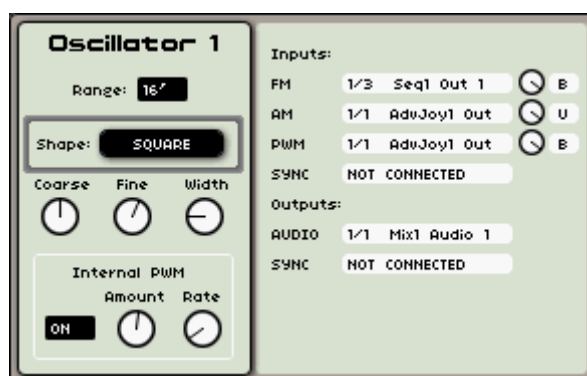 Oscillator 1
Range: 16'
Shape: SQUARE
Coarse Fine Width
Internal PWM
Amount Rate
ON
Inputs:
FM 1/3 Seq1 Out 1 B
AM 1/1 AdvJoy1 Out U
PWM 1/1 AdvJoy1 Out B
SYNC NOT CONNECTED
Outputs:
AUDIO 1/1 Mix1 Audio 1
SYNC NOT CONNECTED